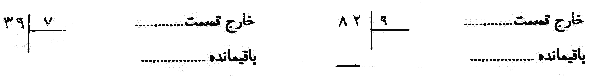 خارج قسمت............ ۸۲ ۹
باقیمانده ................
خارج قسمت............ ۳۹ ۷
باقیمانده ................